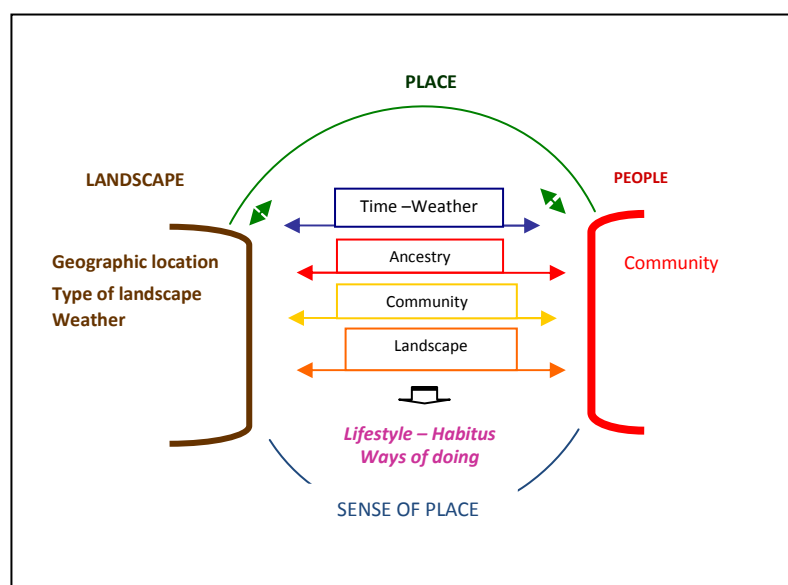 PLACE
LANDSCAPE
PEOPLE
Time –Weather
Geographic location
Type of landscape
Weather
Ancestry
Community
Community
Landscape
Lifestyle – Habitus
Ways of doing
SENSE OF PLACE